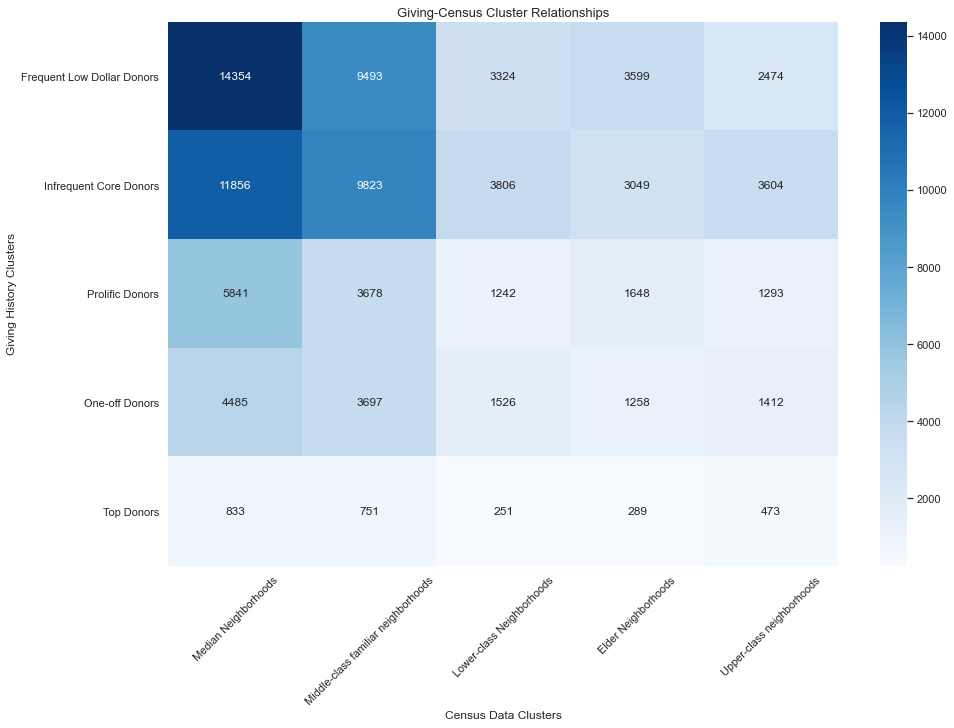 Giving-Census Cluster Relationships
Frequent Low Dollar Donors 14354 9493 3324 3599 2474
Infrequent Core Donors 11856 9823 3806 3049 3604
Prolific Donors 5841 3678 1242 1648 1293
One-off Donors 4485 3697 1526 1258 1412
Top Donors 833 751 251 289 473
Giving History Clusters
Median Neighborhoods
Middle-class familiar neighborhoods
Lower-class Neighborhoods
Elder Neighborhoods
Upper-class neighborhoods
Census Data Clusters
14000
12000
10000
8000
6000
4000
2000